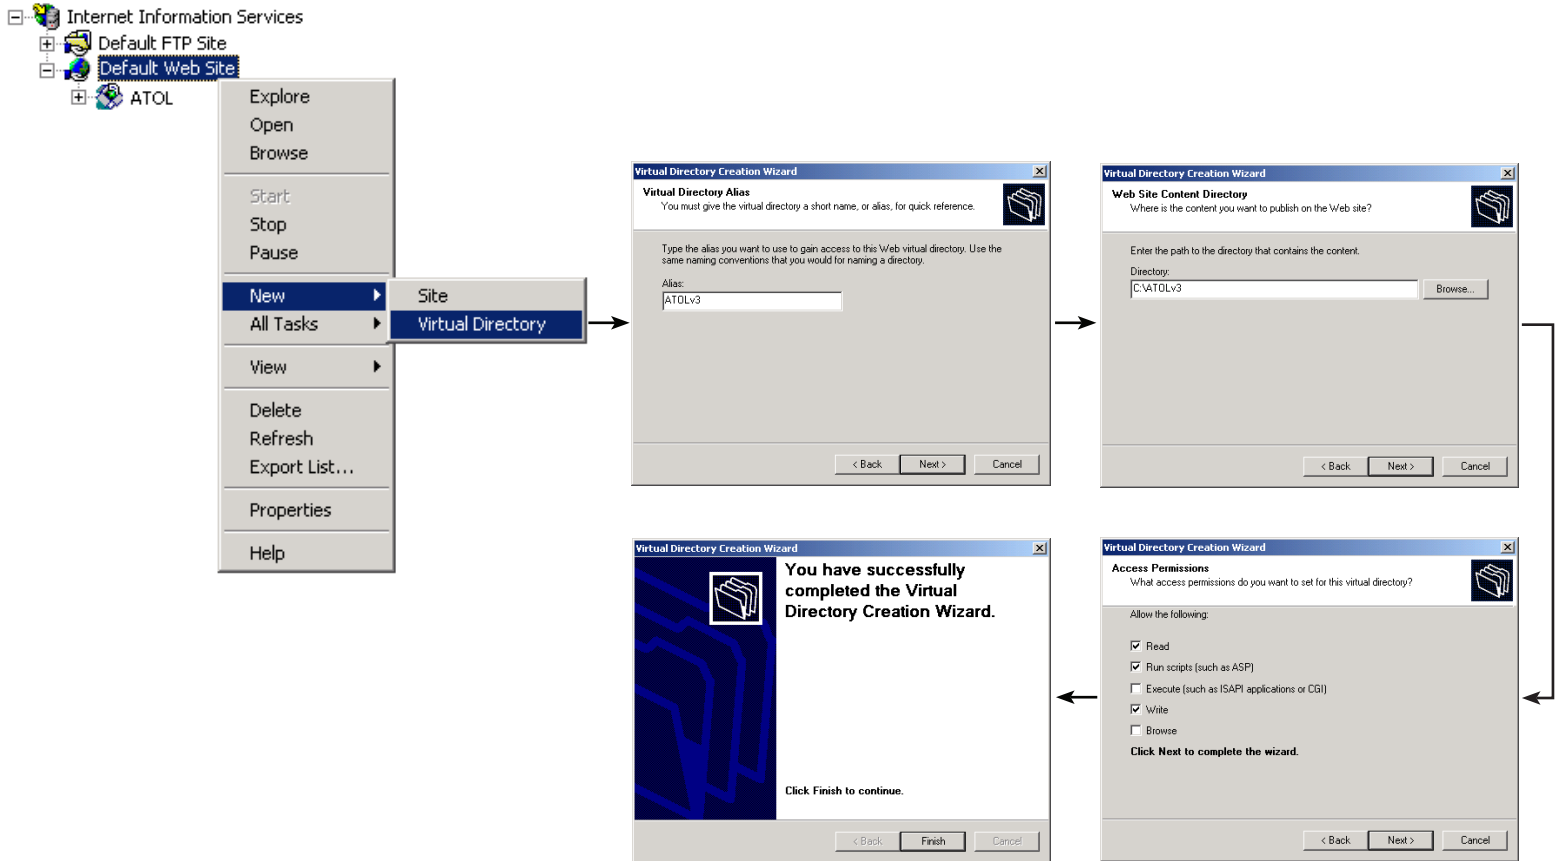 Internet Information Services
Default FTP Site
Default Web Site
ATOL
Explore
Open
Browse
Start
Stop
Pause
New
All Tasks
View
Delete
Refresh
Export List...
Properties
Help
Site
Virtual Directory
Virtual Directory Creation Wizard
Virtual Directory Alias
You must give the virtual directory a short name, or alias, for quick reference.
Type the alias you want to use to gain access to this Web virtual directory. Use the
same naming conventions that you would for naming a directory.
Alias:
ATOLv3
< Back
Next >
Cancel
Virtual Directory Creation Wizard
Web Site Content Directory
Where is the content you want to publish on the Web site?
Enter the path to the directory that contains the content.
Directory:
C:\ATOLv3
Browse...
< Back
Next >
Cancel
Virtual Directory Creation Wizard
Access Permissions
What access permissions do you want to set for this virtual directory?
Allow the following:
Read
Run scripts (such as ASP)
Execute (such as ISAPI applications or CGI)
Write
Browse
Click Next to complete the wizard.
< Back
Next >
Cancel
Virtual Directory Creation Wizard
You have successfully
completed the Virtual
Directory Creation Wizard.
Click Finish to continue.
< Back
Finish
Cancel